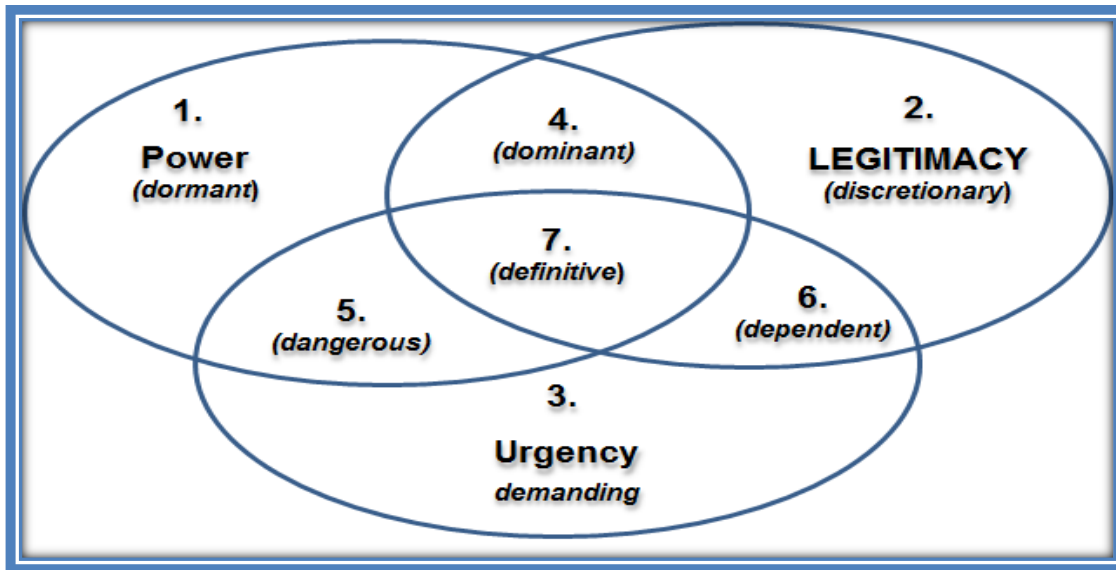 1.
Power
(dormant)
4.
(dominant)
2.
LEGITIMACY
(discretionary)
7.
(definitive)
5.
(dangerous)
6.
(dependent)
3.
Urgency
demanding